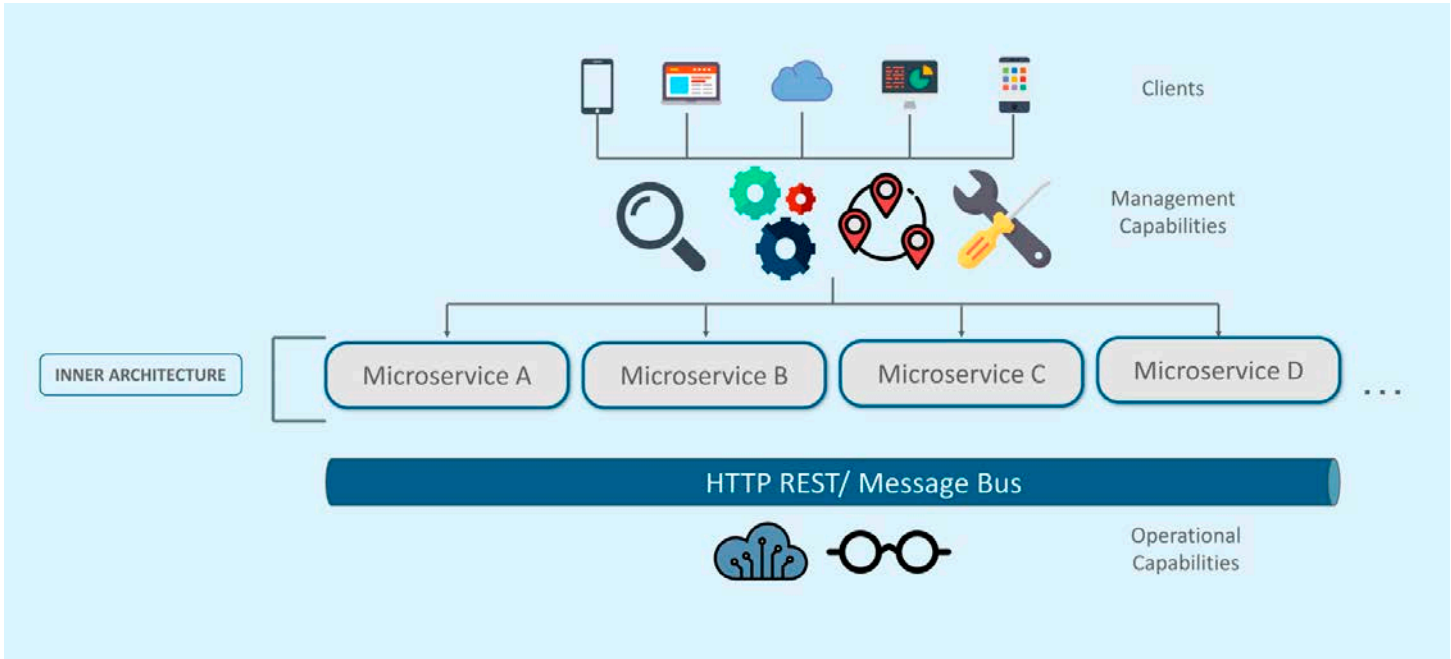 Clients
Management
Capabilities
INNER ARCHITECTURE
Microservice A
Microservice B
Microservice C
Microservice D
...
HTTP REST/ Message Bus
Operational
Capabilities